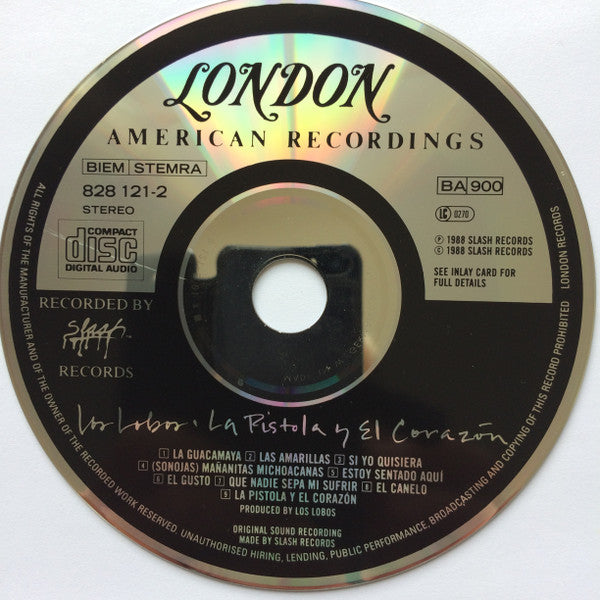 LONDON
AMERICAN RECORDINGS
BIEM STEMRA
828 121-2
STEREO
BA 900
LC 0270
COMPACT
disc
DIGITAL AUDIO
Ⓟ 1988 SLASH RECORDS
© 1988 SLASH RECORDS
SEE INLAY CARD FOR
FULL DETAILS
RECORDED BY
Slash
RECORDS
Los Lobos · La Pistola y El Corazón
1 LA GUACAMAYA 2 LAS AMARILLAS 3 SI YO QUISIERA
4 (SONOJAS) MAÑANITAS MICHOACANAS 5 ESTOY SENTADO AQUÍ
6 EL GUSTO 7 QUE NADIE SEPA MI SUFRIR 8 EL CANELO
9 LA PISTOLA Y EL CORAZÓN
PRODUCED BY LOS LOBOS
ORIGINAL SOUND RECORDING
MADE BY SLASH RECORDS
ALL RIGHTS OF THE MANUFACTURER AND OF THE OWNER OF THE RECORDED WORK RESERVED. UNAUTHORISED HIRING, LENDING, PUBLIC PERFORMANCE, BROADCASTING AND COPYING OF THIS RECORD PROHIBITED LONDON RECORDS